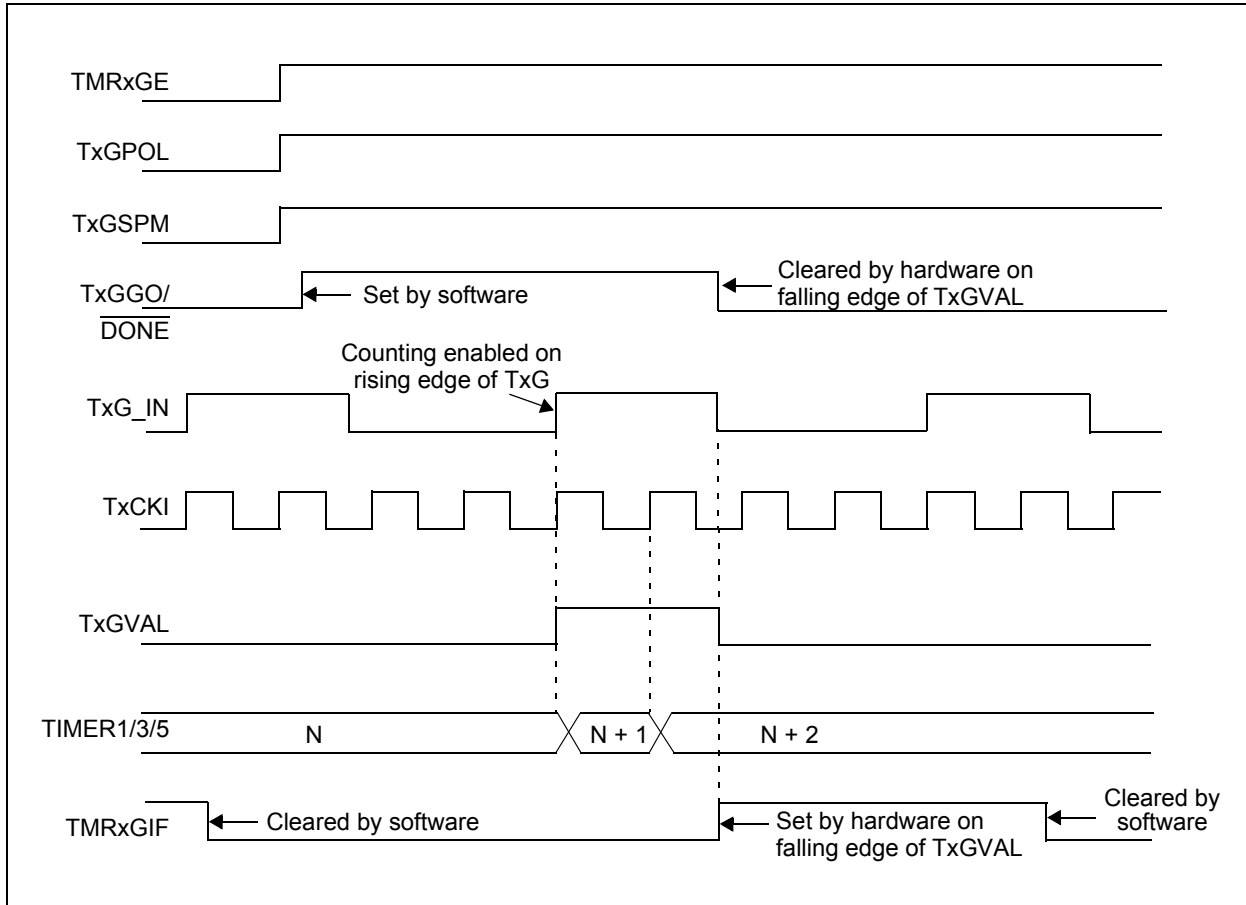 TMRxGE
TxGPOL
TxGSPM
TxGGO/
DONE
Set by software
Cleared by hardware on
falling edge of TxGVAL
Counting enabled on
rising edge of TxG
TxG_IN
TxCKI
TxGVAL
TIMER1/3/5
N
N + 1
N + 2
TMRxGIF
Cleared by software
Set by hardware on
falling edge of TxGVAL
Cleared by
software